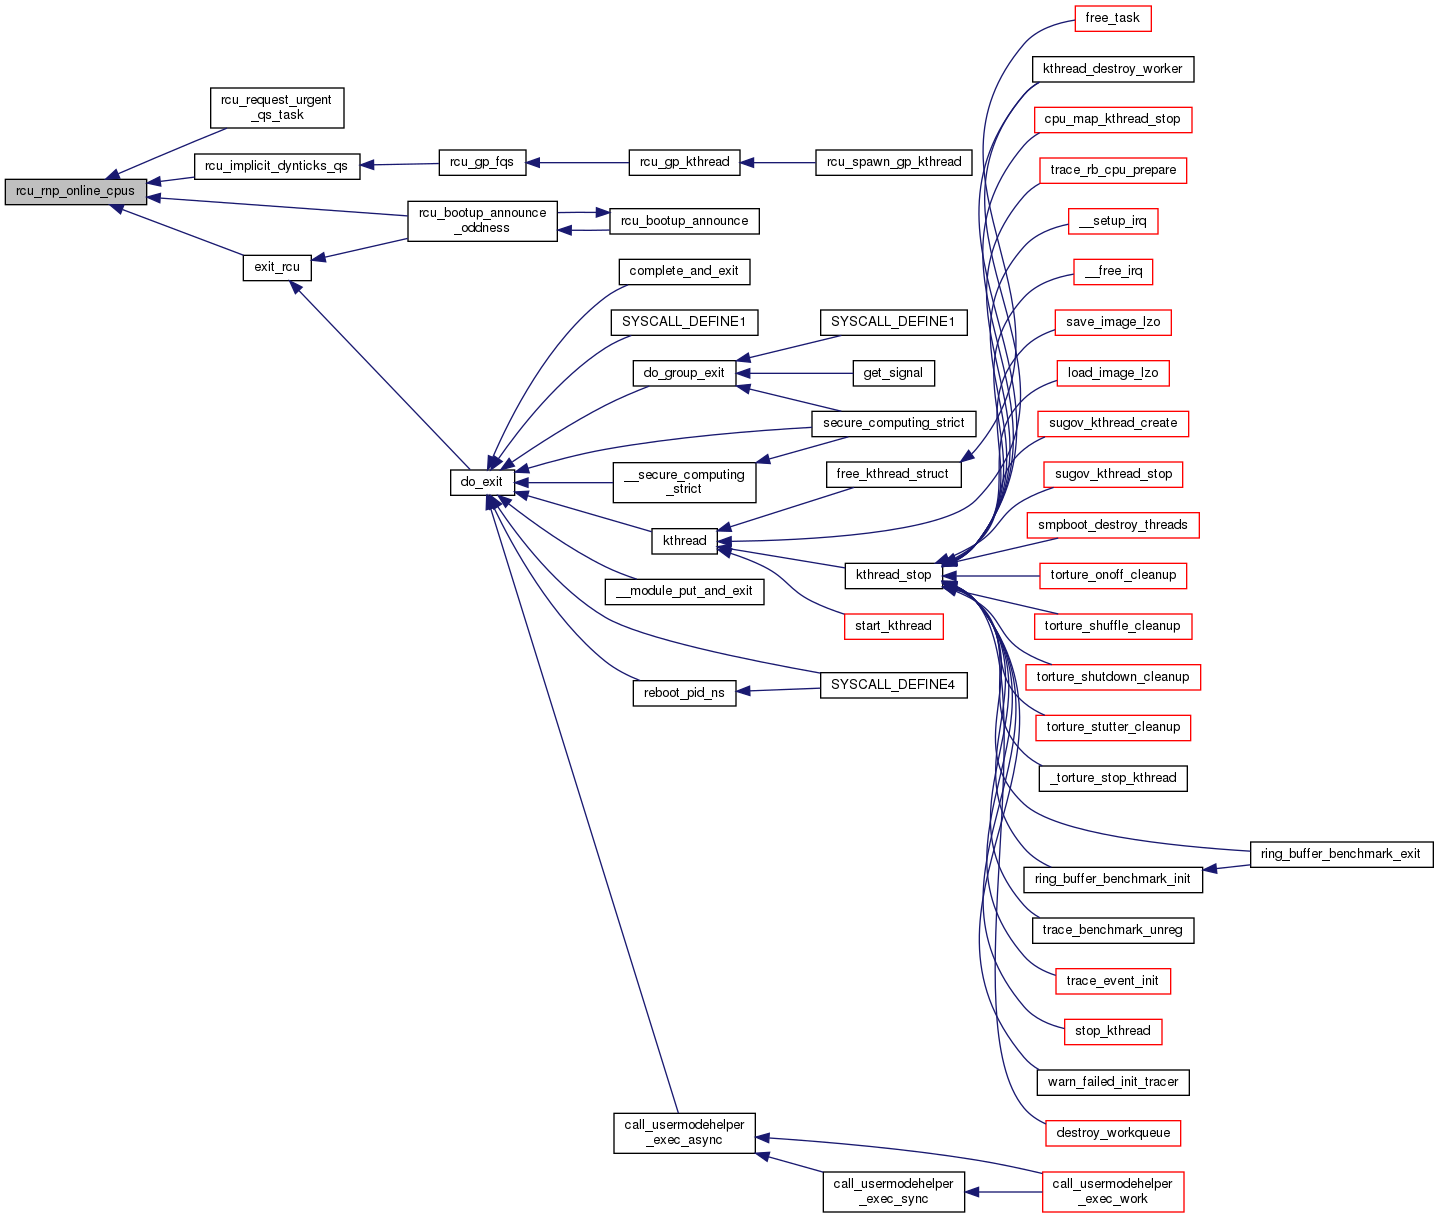 rcu_rnp_online_cpus
rcu_request_urgent
_qs_task
rcu_implicit_dynticks_qs
rcu_bootup_announce
_oddness
exit_rcu
rcu_gp_fqs
rcu_gp_kthread
rcu_spawn_gp_kthread
rcu_bootup_announce
do_exit
complete_and_exit
SYSCALL_DEFINE1
do_group_exit
SYSCALL_DEFINE1
get_signal
secure_computing_strict
__secure_computing
_strict
kthread
free_kthread_struct
kthread_stop
start_kthread
__module_put_and_exit
reboot_pid_ns
SYSCALL_DEFINE4
call_usermodehelper
_exec_async
call_usermodehelper
_exec_sync
call_usermodehelper
_exec_work
free_task
kthread_destroy_worker
cpu_map_kthread_stop
trace_rb_cpu_prepare
__setup_irq
__free_irq
save_image_lzo
load_image_lzo
sugov_kthread_create
sugov_kthread_stop
smpboot_destroy_threads
torture_onoff_cleanup
torture_shuffle_cleanup
torture_shutdown_cleanup
torture_stutter_cleanup
_torture_stop_kthread
ring_buffer_benchmark_exit
ring_buffer_benchmark_init
trace_benchmark_unreg
trace_event_init
stop_kthread
warn_failed_init_tracer
destroy_workqueue